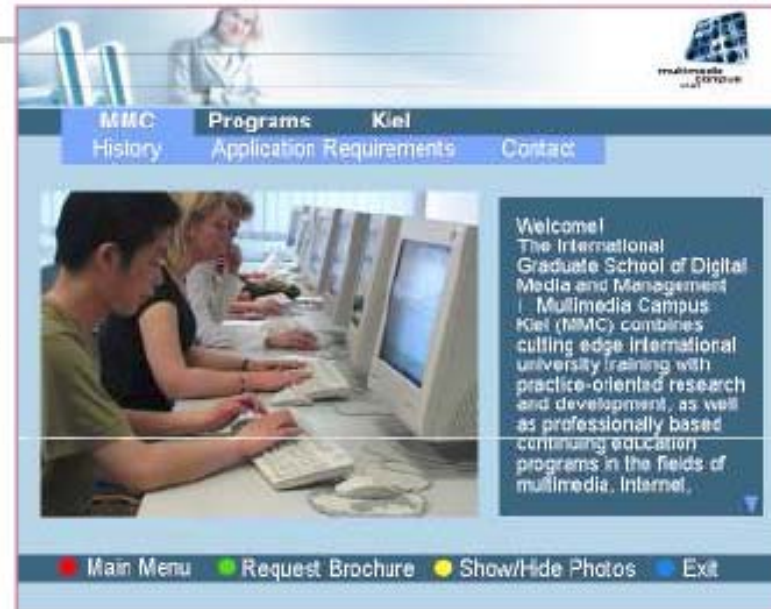 multimedia
campus
MMC Programs Kiel
History Application Requirements Contact
Welcome!
The International
Graduate School of Digital
Media and Management
| Multimedia Campus
Kiel (MMC) combines
cutting edge international
university training with
practice-oriented research
and development, as well
as professionally based
continuing education
programs in the fields of
multimedia, Internet,
Main Menu Request Brochure Show/Hide Photos Exit